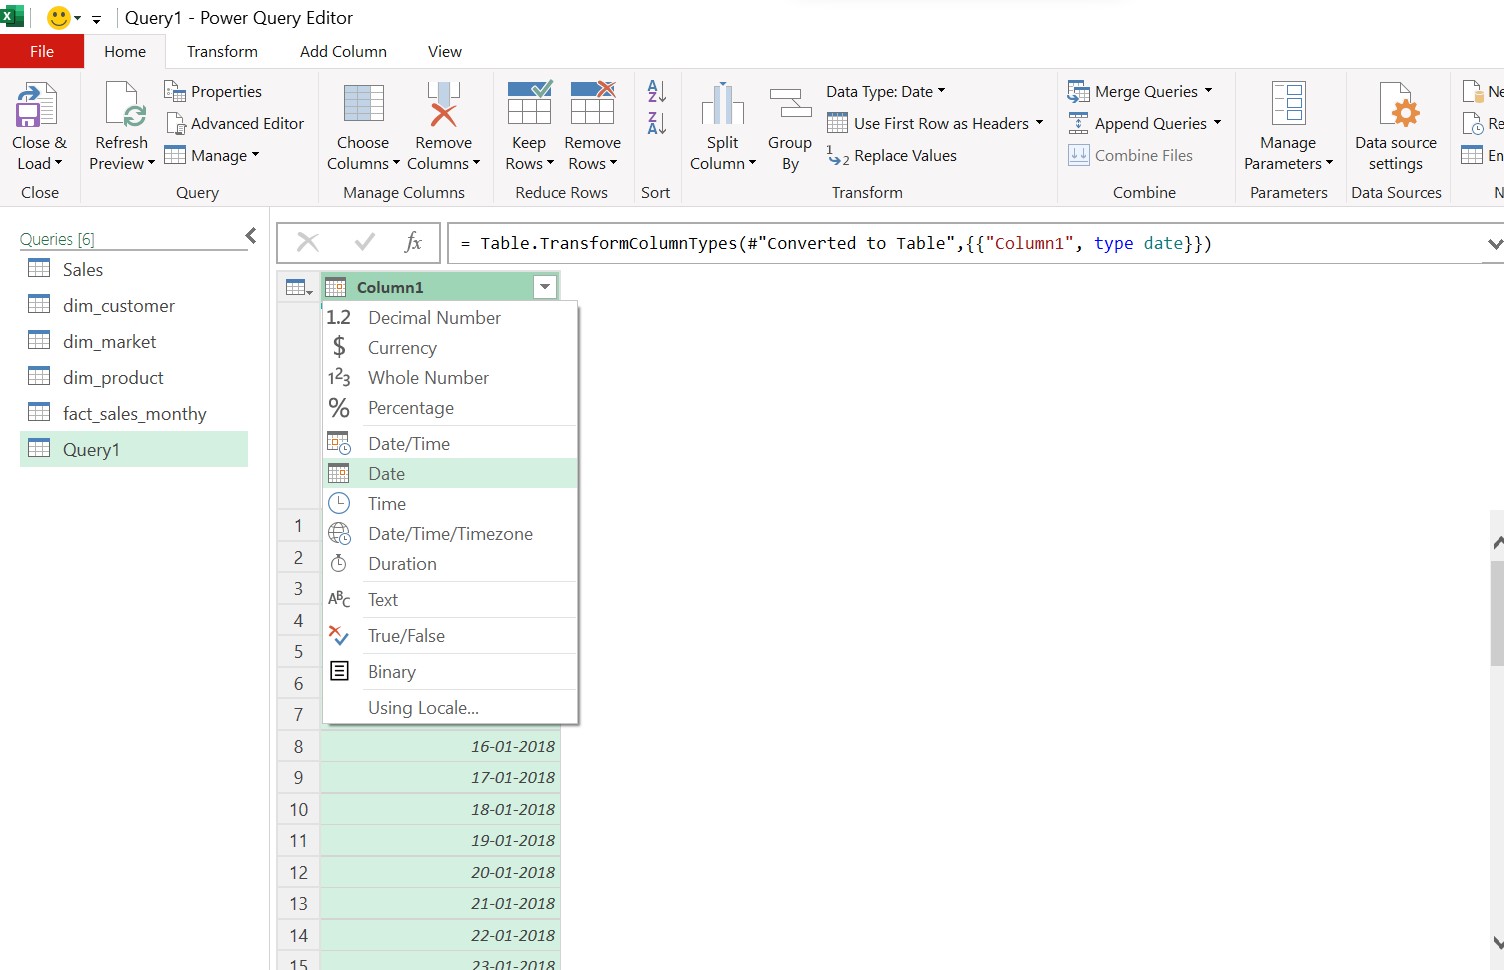 Query1 - Power Query Editor
File Home Transform Add Column View
Close & Load
Close
Refresh Preview
Properties
Advanced Editor
Manage
Query
Choose Columns
Remove Columns
Manage Columns
Keep Rows
Remove Rows
Reduce Rows
A Z
Z A
Sort
Split Column
Group By
Data Type: Date
Use First Row as Headers
1 2 Replace Values
Transform
Merge Queries
Append Queries
Combine Files
Combine
Manage Parameters
Parameters
Data source settings
Data Sources
Ne
Re
En
N
Queries [6]
Sales
dim_customer
dim_market
dim_product
fact_sales_monthy
Query1
fx = Table.TransformColumnTypes(#"Converted to Table",{{"Column1", type date}})
Column1
1.2 Decimal Number
$ Currency
123 Whole Number
% Percentage
Date/Time
Date
Time
Date/Time/Timezone
Duration
ABC Text
True/False
Binary
Using Locale...
1
2
3
4
5
6
7
8 16-01-2018
9 17-01-2018
10 18-01-2018
11 19-01-2018
12 20-01-2018
13 21-01-2018
14 22-01-2018
15 23-01-2018